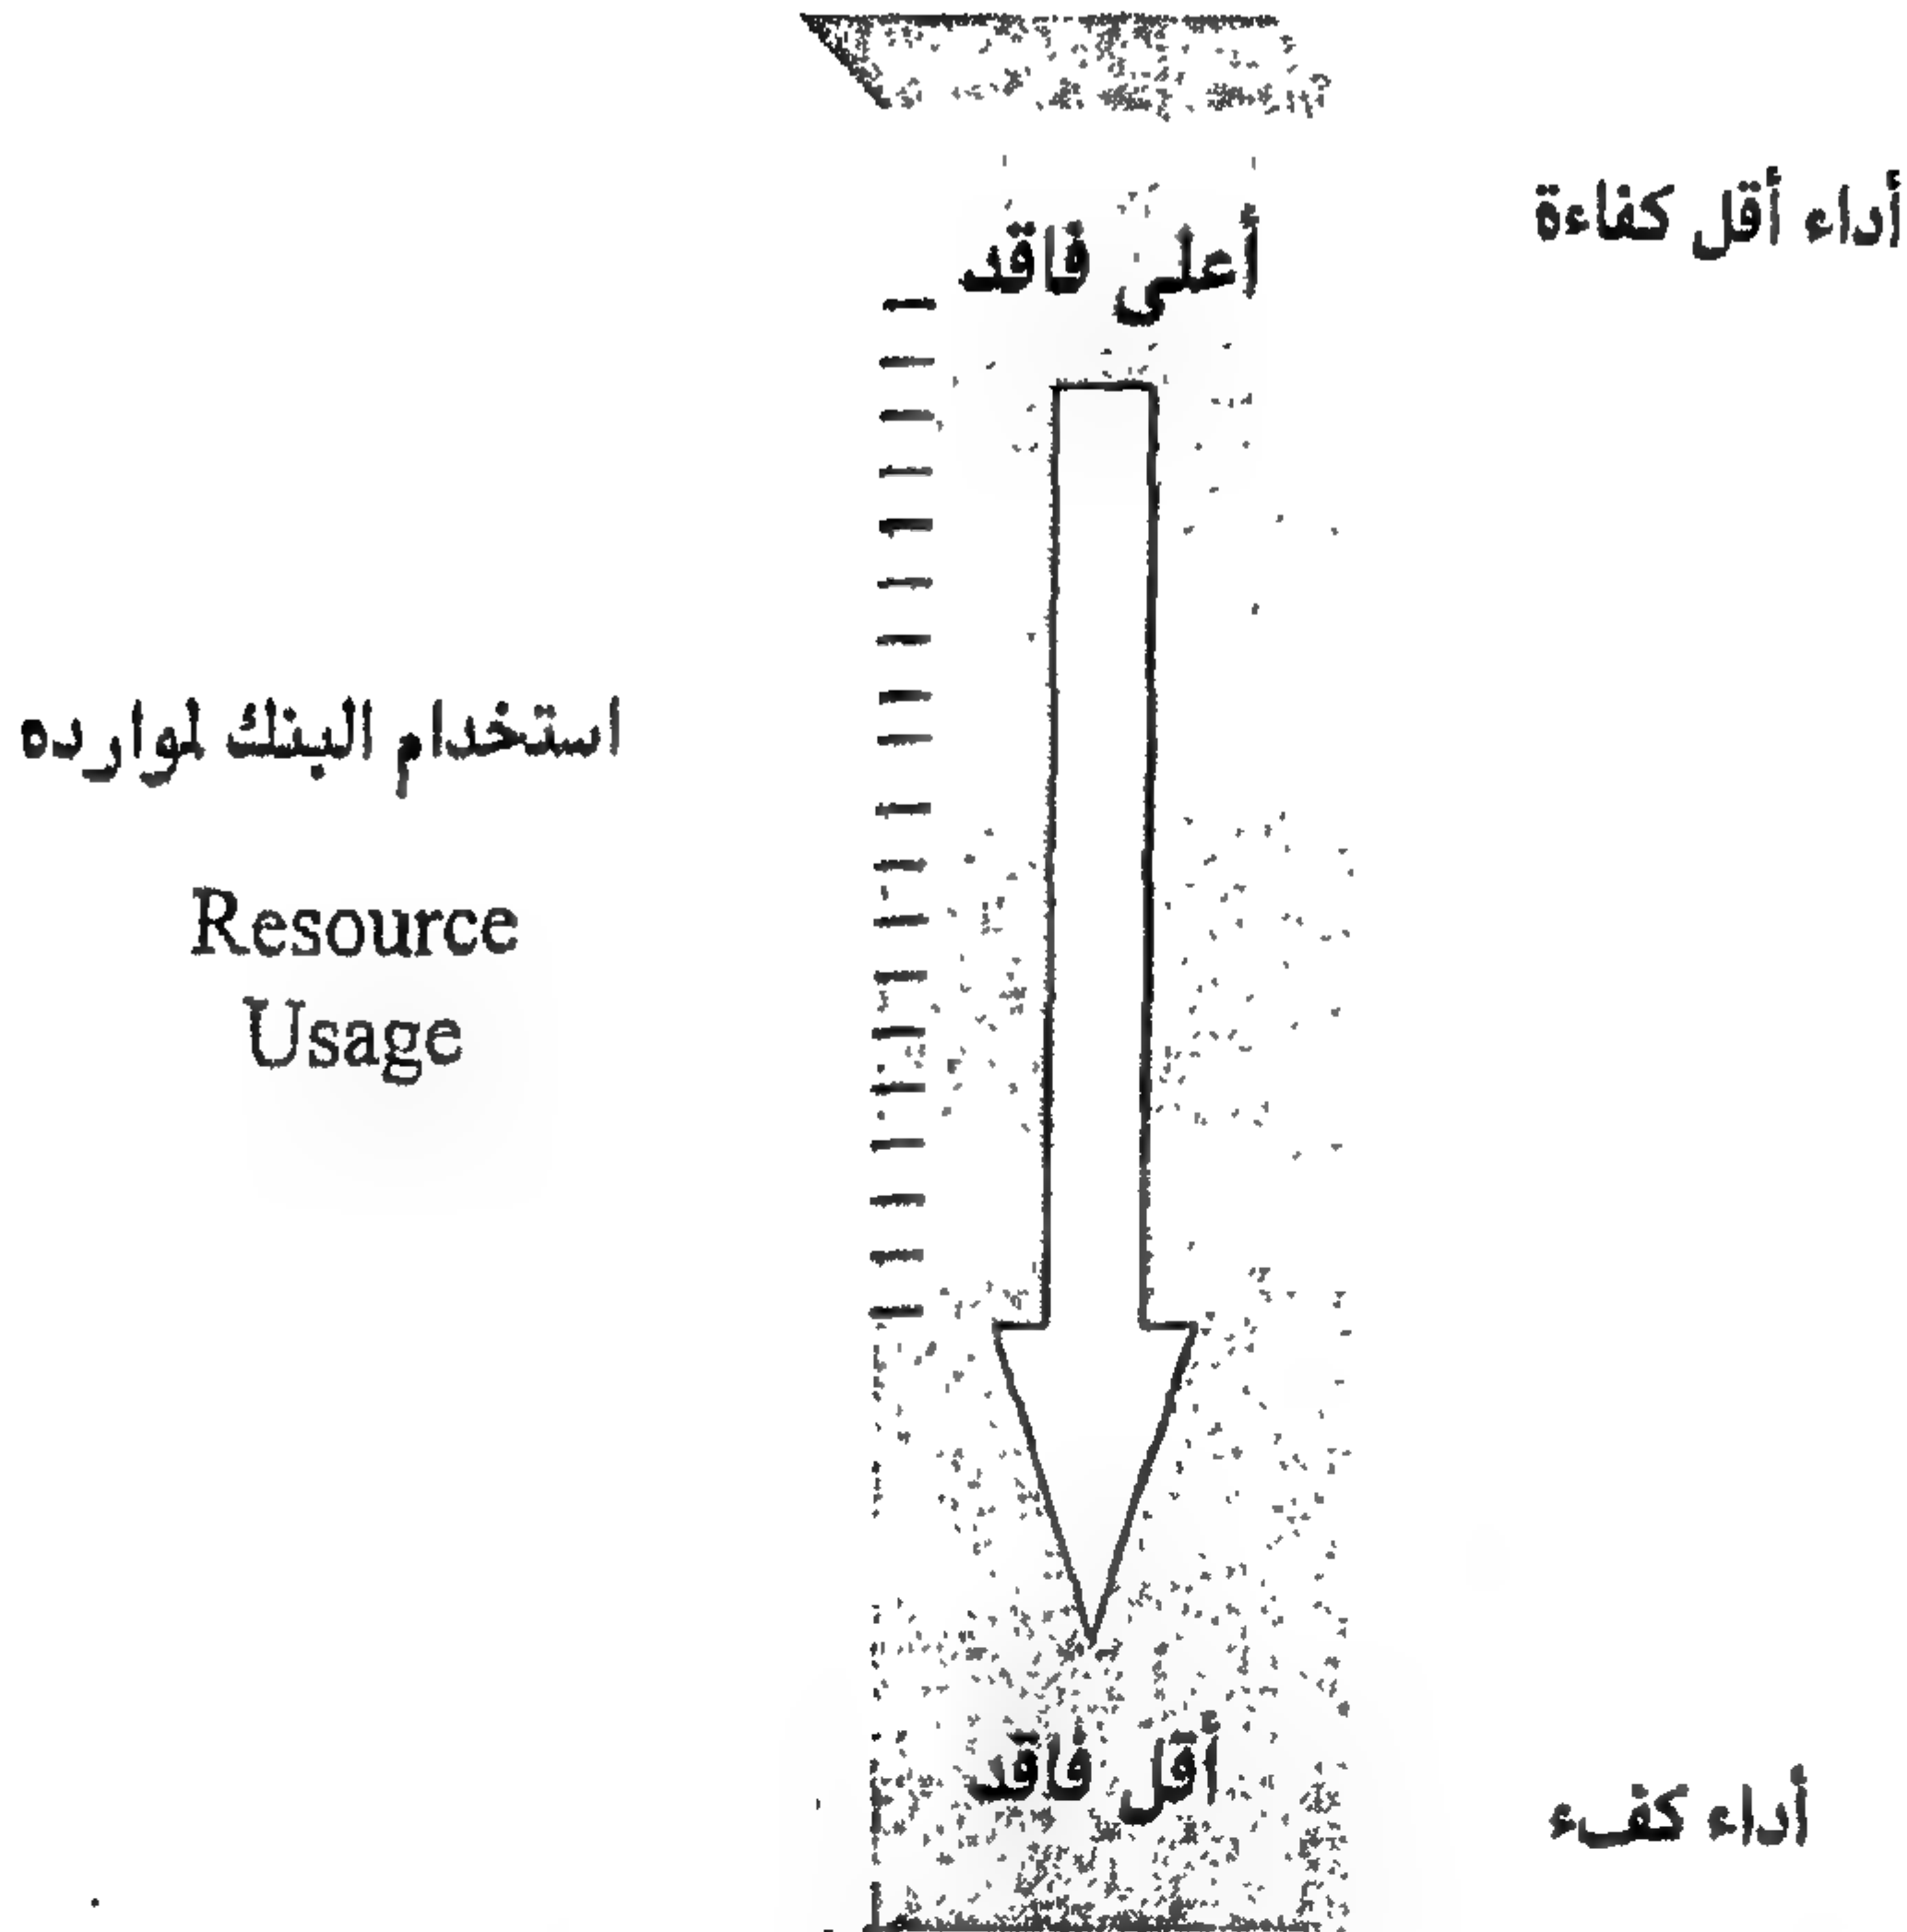 أداء أقل كفاءة
أعلى فاقد
استخدام البنك لموارده
Resource
Usage
أقل فاقد
أداء كفء